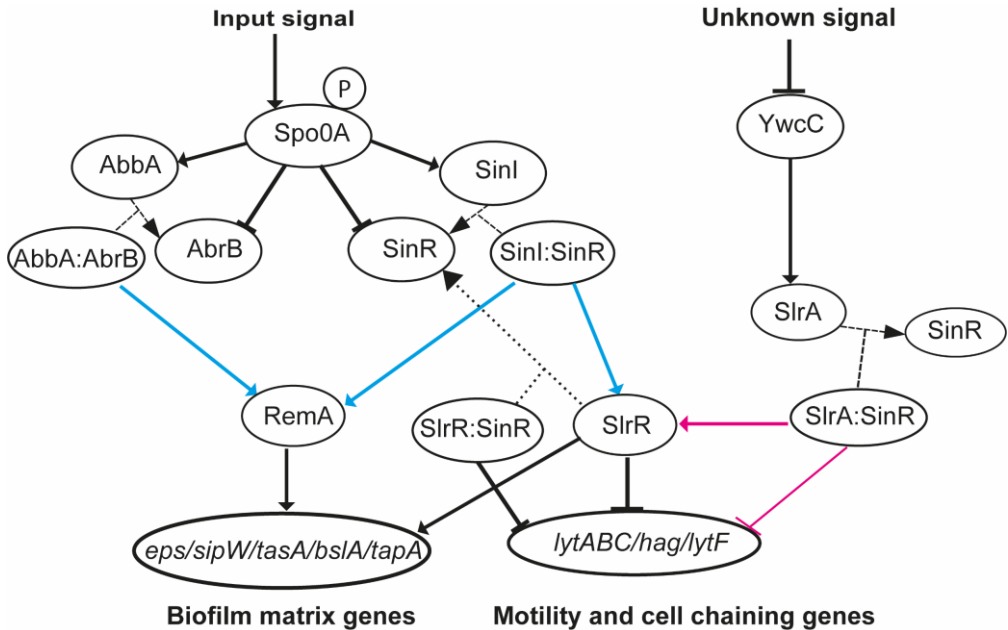 Input signal
Unknown signal
P
Spo0A
YwcC
AbbA
SinI
AbrB
SinR
AbbA:AbrB
SinI:SinR
SlrA
SinR
RemA
SlrR:SinR
SlrR
SlrA:SinR
eps/sipW/tasA/bslA/tapA
lytABC/hag/lytF
Biofilm matrix genes
Motility and cell chaining genes